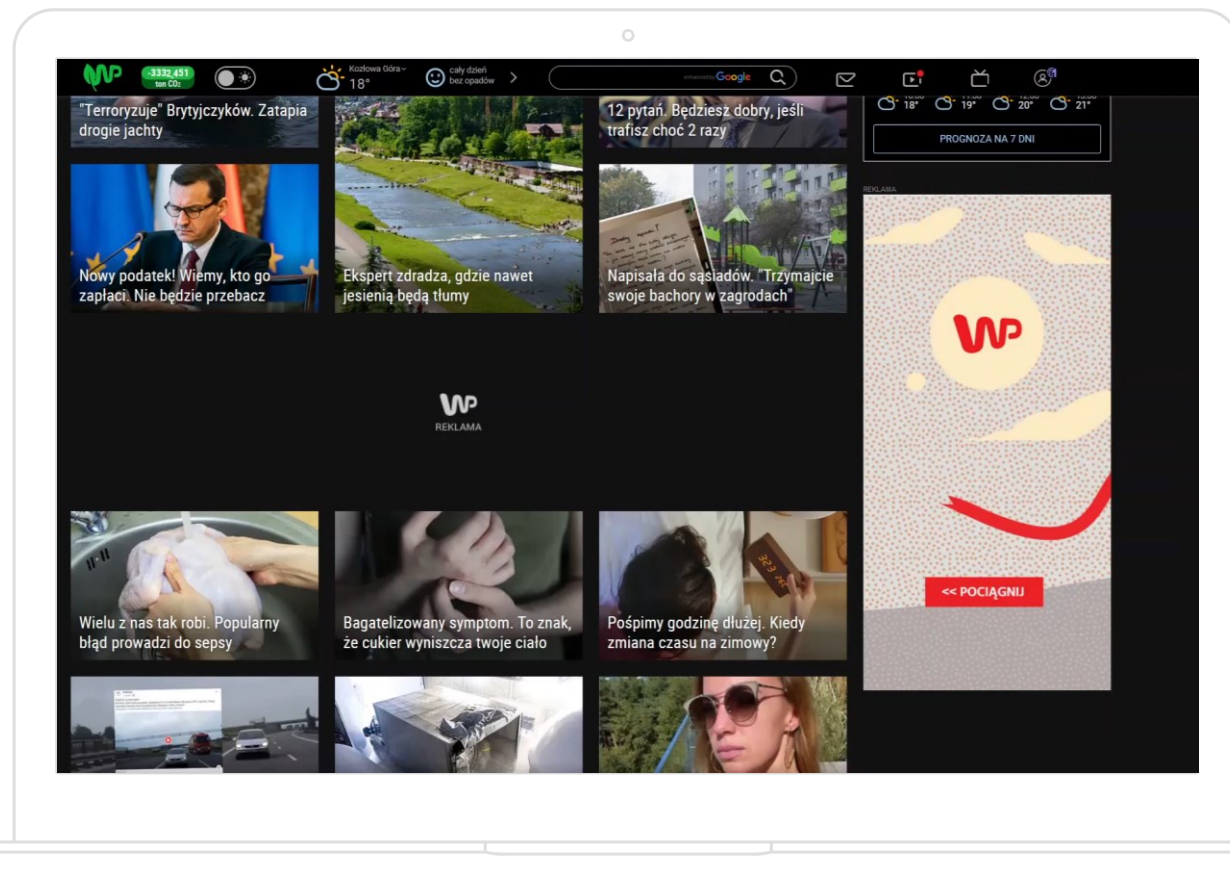 WP
-3332,451
ton CO₂
Kozłowa Góra
18°
cały dzień
bez opadów
Google
"Terroryzuje" Brytyjczyków. Zatapia
drogie jachty
12 pytań. Będziesz dobry, jeśli
trafisz choć 2 razy
18°
19°
20°
21°
PROGNOZA NA 7 DNI
REKLAMA
Nowy podatek! Wiemy, kto go
zapłaci. Nie będzie przebacz
Ekspert zdradza, gdzie nawet
jesienią będą tłumy
Napisała do sąsiadów. "Trzymajcie
swoje bachory w zagrodach"
WP
REKLAMA
WP
<< POCIĄGNIJ
Wielu z nas tak robi. Popularny
błąd prowadzi do sepsy
Bagatelizowany symptom. To znak,
że cukier wyniszcza twoje ciało
Pośpimy godzinę dłużej. Kiedy
zmiana czasu na zimowy?